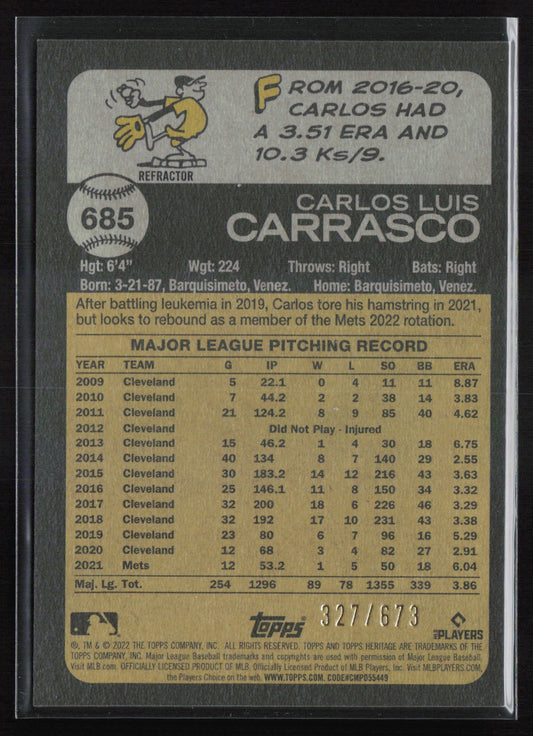 FROM 2016-20,
CARLOS HAD
A 3.51 ERA AND
10.3 Ks/9.
REFRACTOR
685
CARLOS LUIS
CARRASCO
Hgt: 6'4" Wgt: 224 Throws: Right Bats: Right
Born: 3-21-87, Barquisimeto, Venez. Home: Barquisimeto, Venez.
After battling leukemia in 2019, Carlos tore his hamstring in 2021,
but looks to rebound as a member of the Mets 2022 rotation.
MAJOR LEAGUE PITCHING RECORD
YEAR TEAM G IP W L SO BB ERA
2009 Cleveland 5 22.1 0 4 11 11 8.87
2010 Cleveland 7 44.2 2 2 38 14 3.83
2011 Cleveland 21 124.2 8 9 85 40 4.62
2012 Cleveland Did Not Play - Injured
2013 Cleveland 15 46.2 1 4 30 18 6.75
2014 Cleveland 40 134 8 7 140 29 2.55
2015 Cleveland 30 183.2 14 12 216 43 3.63
2016 Cleveland 25 146.1 11 8 150 34 3.32
2017 Cleveland 32 200 18 6 226 46 3.29
2018 Cleveland 32 192 17 10 231 43 3.38
2019 Cleveland 23 80 6 7 96 16 5.29
2020 Cleveland 12 68 3 4 82 27 2.91
2021 Mets 12 53.2 1 5 50 18 6.04
Maj. Lg. Tot. 254 1296 89 78 1355 339 3.86
topps 327/673 PLAYERS
®, TM & © 2022 THE TOPPS COMPANY, INC. ALL RIGHTS RESERVED. TOPPS AND TOPPS HERITAGE ARE TRADEMARKS OF THE
TOPPS COMPANY, INC. Major League Baseball trademarks and copyrights are used with permission of Major League Baseball.
Visit MLB.com. OFFICIALLY LICENSED PRODUCT OF MLB. Officially Licensed Product of MLB Players, Inc. Visit MLBPLAYERS.COM,
the Players Choice on the web. WWW.TOPPS.COM. CODE#CMP055449